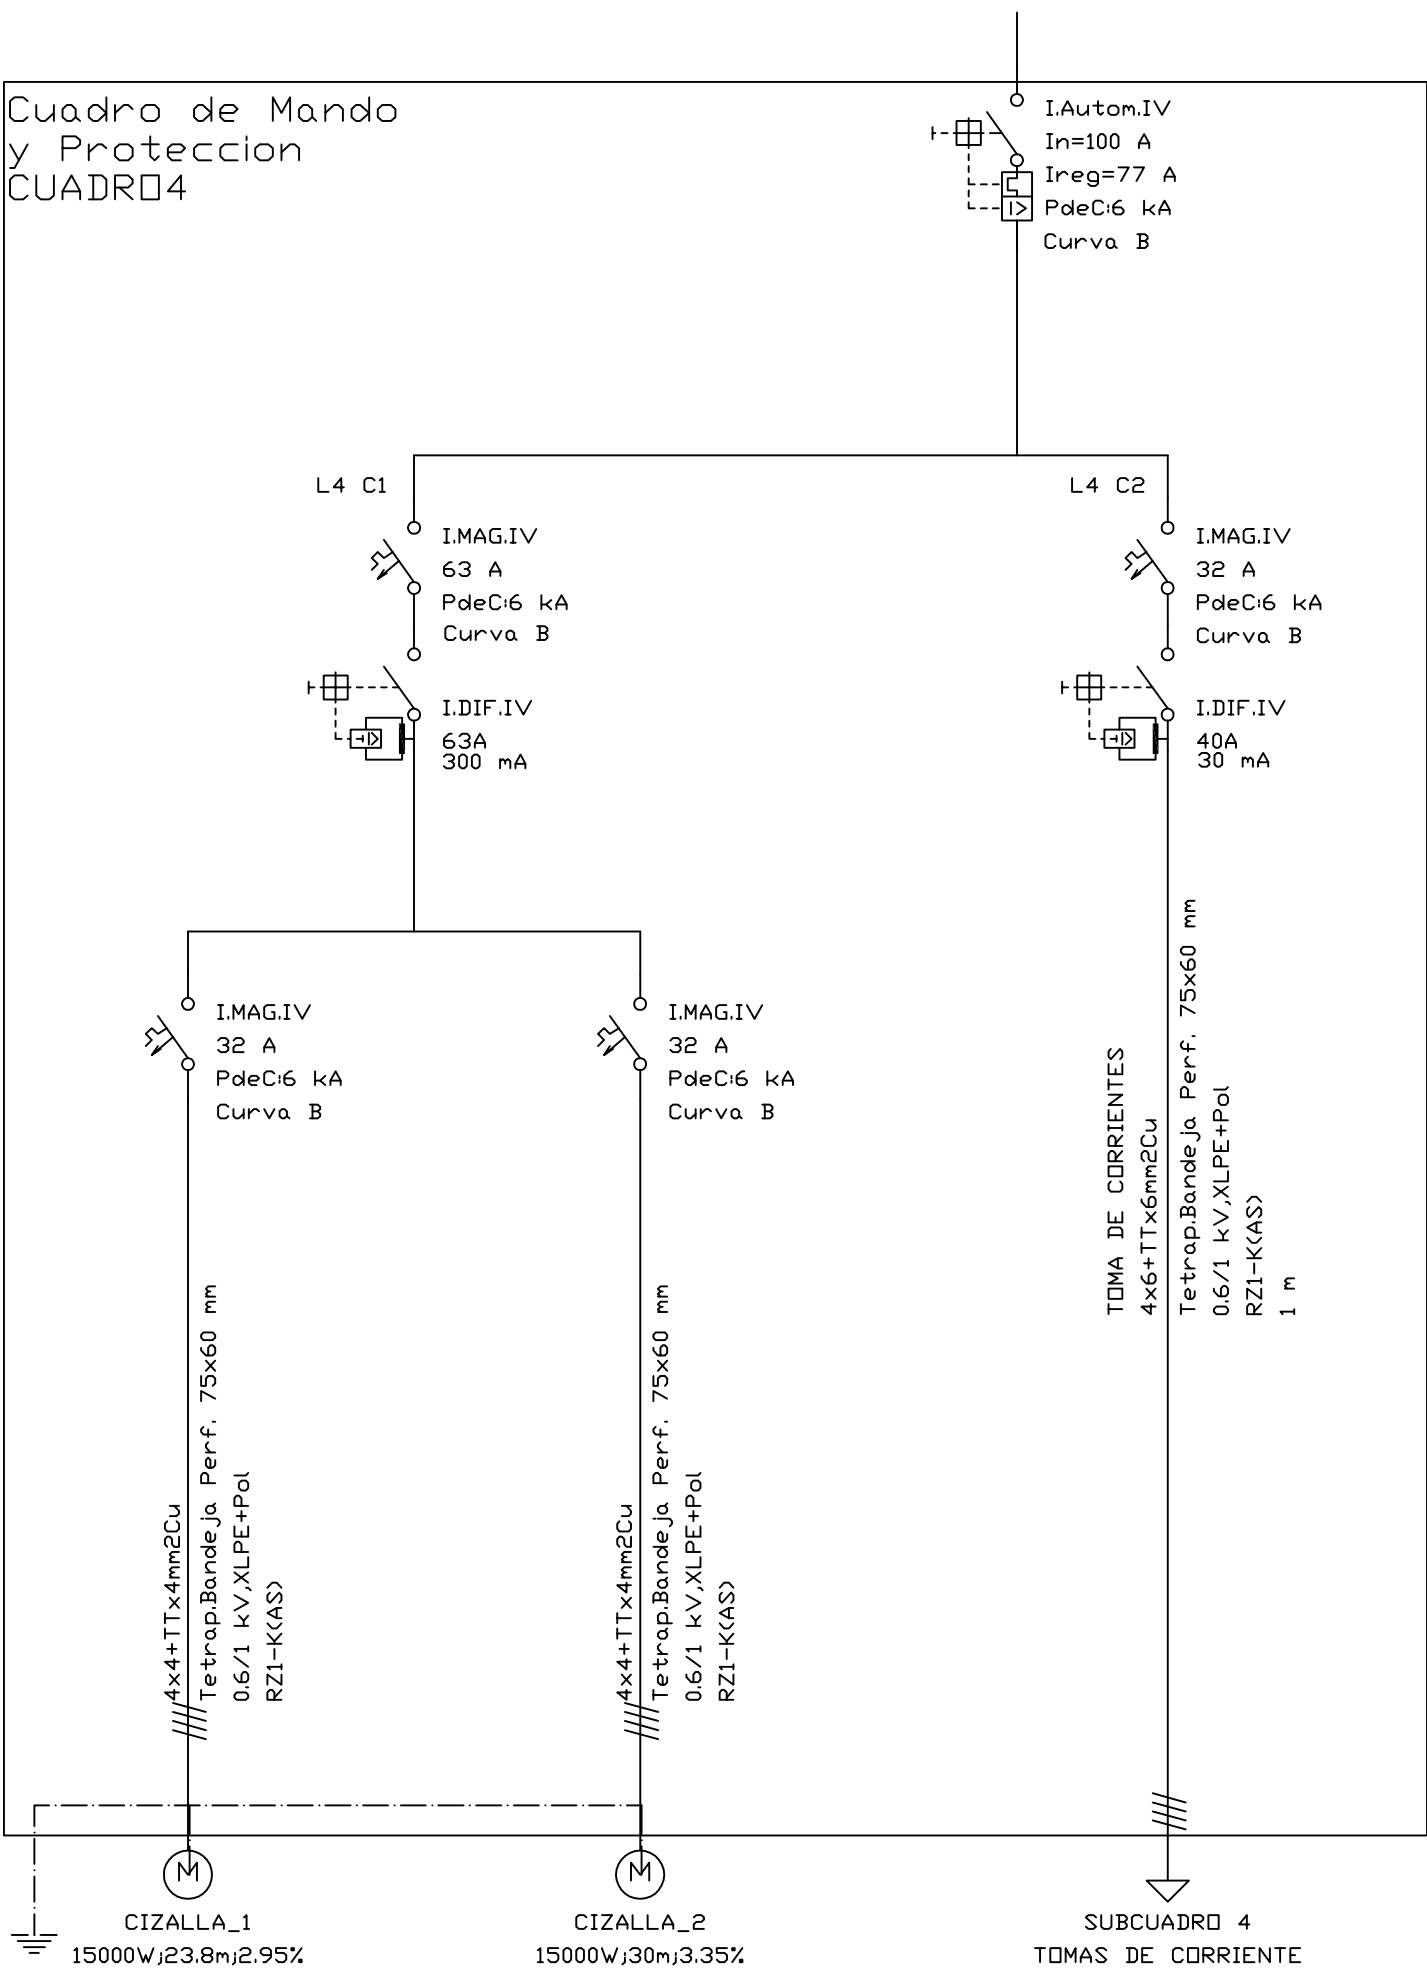 Cuadro de Mando
y Proteccion
CUADRO4
I.Autom.IV
In=100 A
Ireg=77 A
PdeC:6 kA
Curva B
L4 C1
I.MAG.IV
63 A
PdeC:6 kA
Curva B
I.DIF.IV
63A
300 mA
L4 C2
I.MAG.IV
32 A
PdeC:6 kA
Curva B
I.DIF.IV
40A
30 mA
I.MAG.IV
32 A
PdeC:6 kA
Curva B
I.MAG.IV
32 A
PdeC:6 kA
Curva B
4x4+TTx4mm2Cu
Tetrap.Bandeja Perf. 75x60 mm
0.6/1 kV,XLPE+Pol
RZ1-K(AS)
4x4+TTx4mm2Cu
Tetrap.Bandeja Perf. 75x60 mm
0.6/1 kV,XLPE+Pol
RZ1-K(AS)
TOMA DE CORRIENTES
4x6+TTx6mm2Cu
Tetrap.Bandeja Perf. 75x60 mm
0.6/1 kV,XLPE+Pol
RZ1-K(AS)
1 m
M
CIZALLA_1
15000W;23.8m;2.95%
M
CIZALLA_2
15000W;30m;3.35%
SUBCUADRO 4
TOMAS DE CORRIENTE